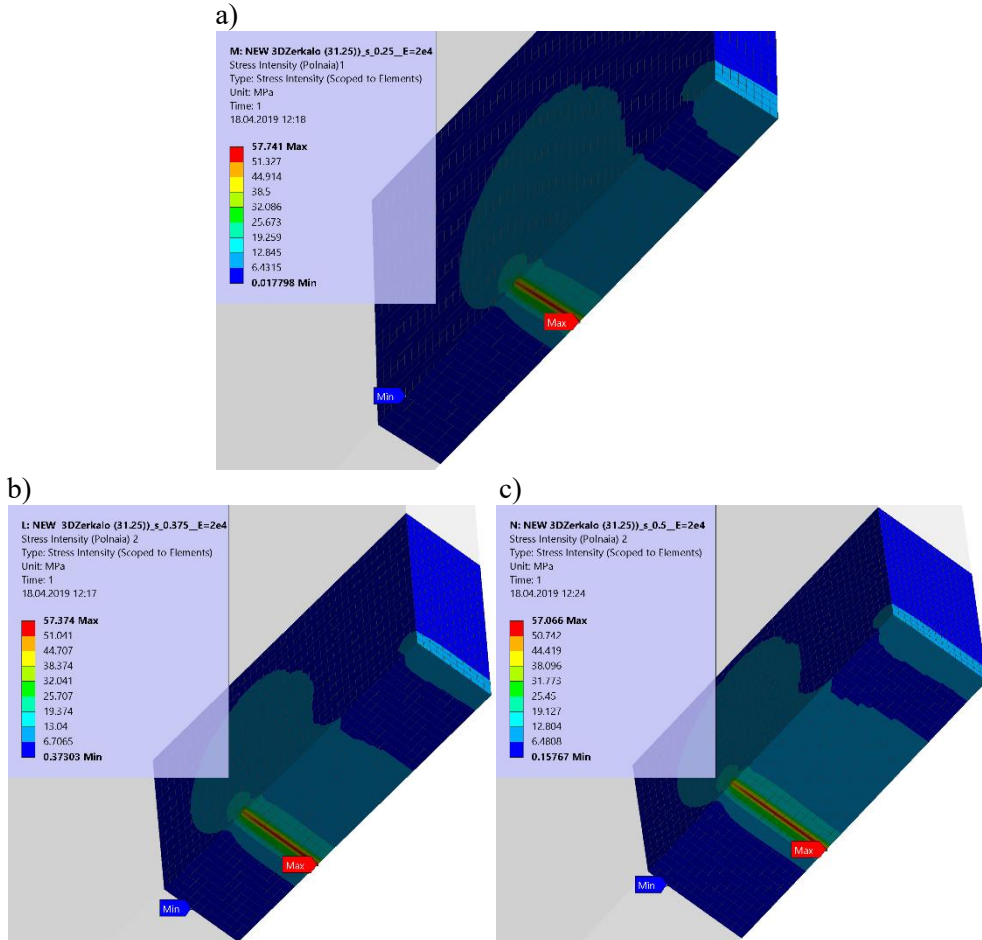 a)
M: NEW 3DZerkalo (31.25))_s_0.25__E=2e4
Stress Intensity (Polnaia)1
Type: Stress Intensity (Scoped to Elements)
Unit: MPa
Time: 1
18.04.2019 12:18
57.741 Max
51.327
44.914
38.5
32.086
25.673
19.259
12.845
6.4315
0.017798 Min
Max
Min
b)
L: NEW 3DZerkalo (31.25))_s_0.375__E=2e4
Stress Intensity (Polnaia) 2
Type: Stress Intensity (Scoped to Elements)
Unit: MPa
Time: 1
18.04.2019 12:17
57.374 Max
51.041
44.707
38.374
32.041
25.707
19.374
13.04
6.7065
0.37303 Min
Max
Min
c)
N: NEW 3DZerkalo (31.25))_s_0.5__E=2e4
Stress Intensity (Polnaia) 2
Type: Stress Intensity (Scoped to Elements)
Unit: MPa
Time: 1
18.04.2019 12:24
57.066 Max
50.742
44.419
38.096
31.773
25.45
19.127
12.804
6.4808
0.15767 Min
Max
Min